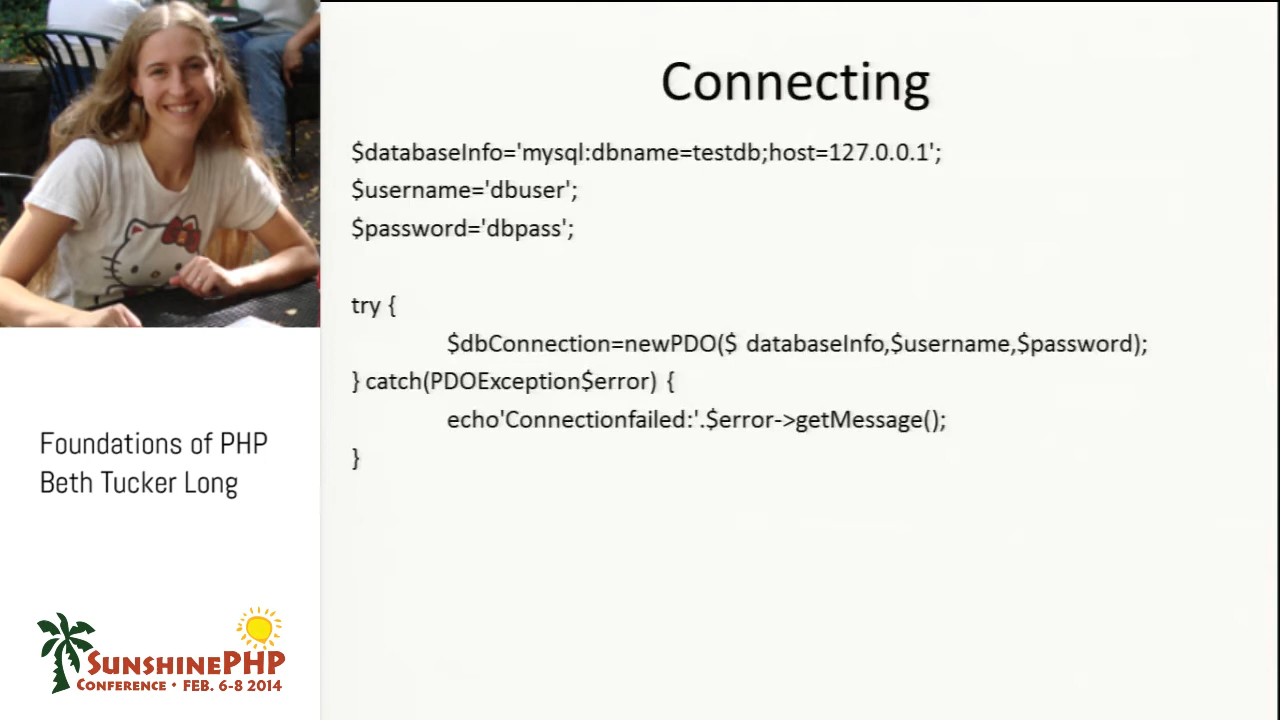 Connecting
$databaseInfo='mysql:dbname=testdb;host=127.0.0.1';
$username='dbuser';
$password='dbpass';
try {
$dbConnection=newPDO($ databaseInfo,$username,$password);
} catch(PDOException$error) {
echo'Connectionfailed:'.$error->getMessage();
}
Foundations of PHP
Beth Tucker Long
SUNSHINEPHP
CONFERENCE • FEB. 6-8 2014